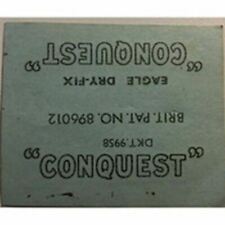 "CONQUEST"
EAGLE DRY-FIX
BRIT. PAT. NO. 896012
DKT.9958
"CONQUEST"